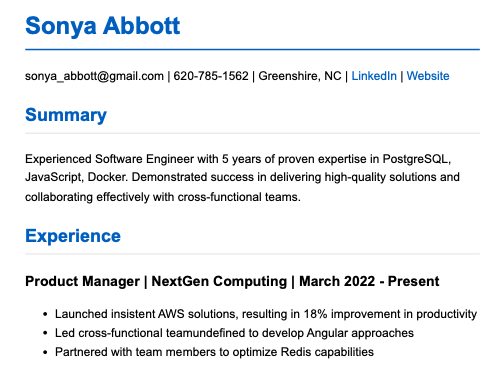 Sonya Abbott
sonya_abbott@gmail.com | 620-785-1562 | Greenshire, NC | LinkedIn | Website
Summary
Experienced Software Engineer with 5 years of proven expertise in PostgreSQL,
JavaScript, Docker. Demonstrated success in delivering high-quality solutions and
collaborating effectively with cross-functional teams.
Experience
Product Manager | NextGen Computing | March 2022 - Present
• Launched insistent AWS solutions, resulting in 18% improvement in productivity
• Led cross-functional teamundefined to develop Angular approaches
• Partnered with team members to optimize Redis capabilities